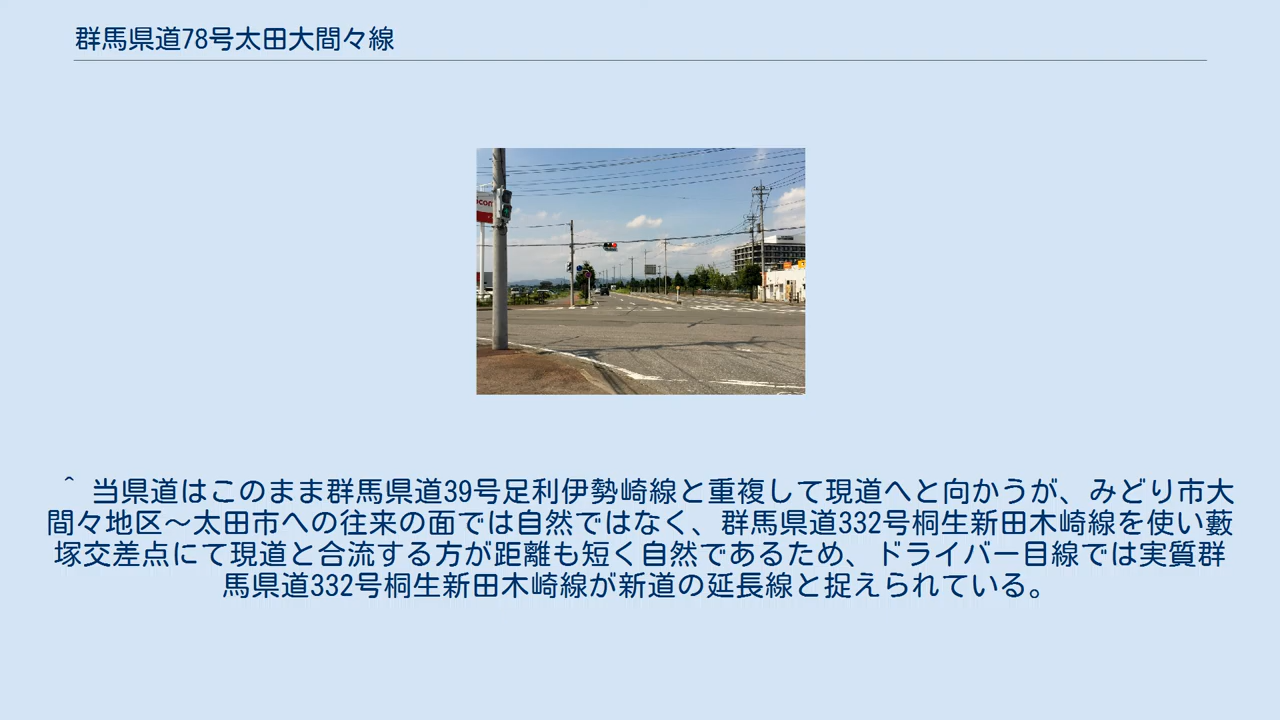 群馬県道78号太田大間々線
^ 当県道はこのまま群馬県道39号足利伊勢崎線と重複して現道へと向かうが、みどり市大
間々地区〜太田市への往来の面では自然ではなく、群馬県道332号桐生新田木崎線を使い藪
塚交差点にて現道と合流する方が距離も短く自然であるため、ドライバー目線では実質群
馬県道332号桐生新田木崎線が新道の延長線と捉えられている。